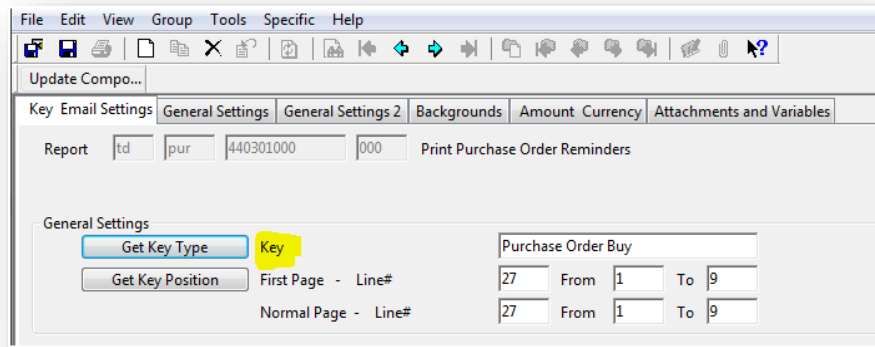 File Edit View Group Tools Specific Help
Update Compo...
Key Email Settings General Settings General Settings 2 Backgrounds Amount Currency Attachments and Variables
Report td pur 440301000 000 Print Purchase Order Reminders
General Settings
Get Key Type Key Purchase Order Buy
Get Key Position First Page - Line# 27 From 1 To 9
Normal Page - Line# 27 From 1 To 9